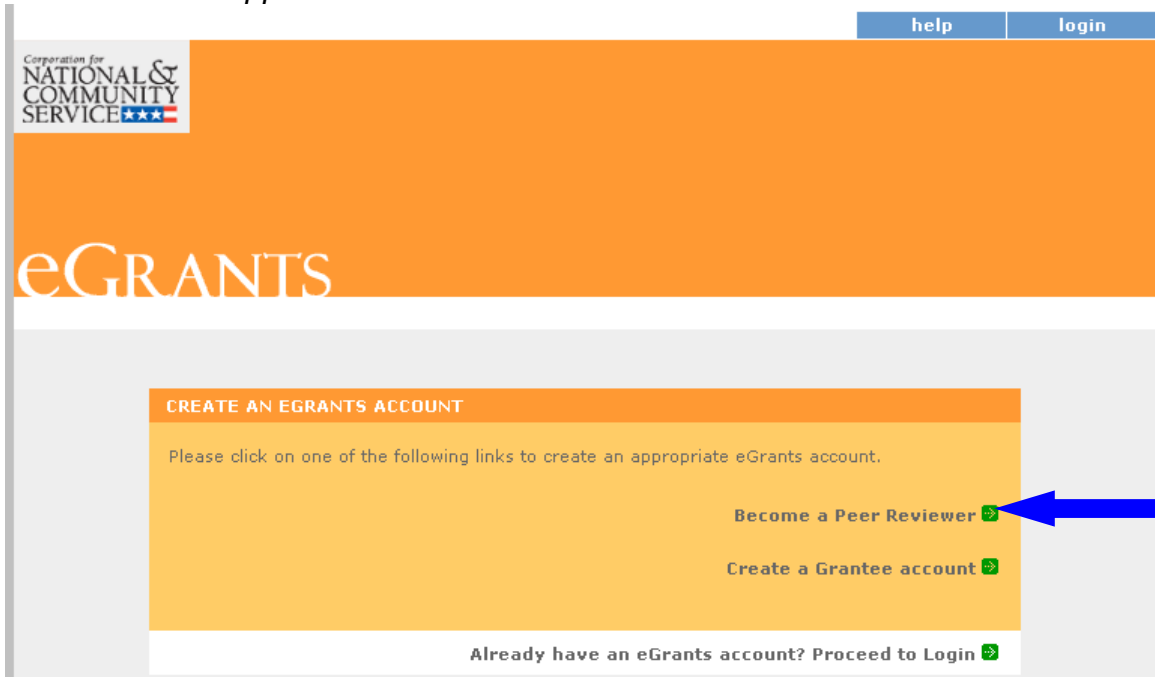 help login
Corporation for
NATIONAL &
COMMUNITY
SERVICE
eGRANTS
CREATE AN EGRANTS ACCOUNT
Please click on one of the following links to create an appropriate eGrants account.
Become a Peer Reviewer
Create a Grantee account
Already have an eGrants account? Proceed to Login